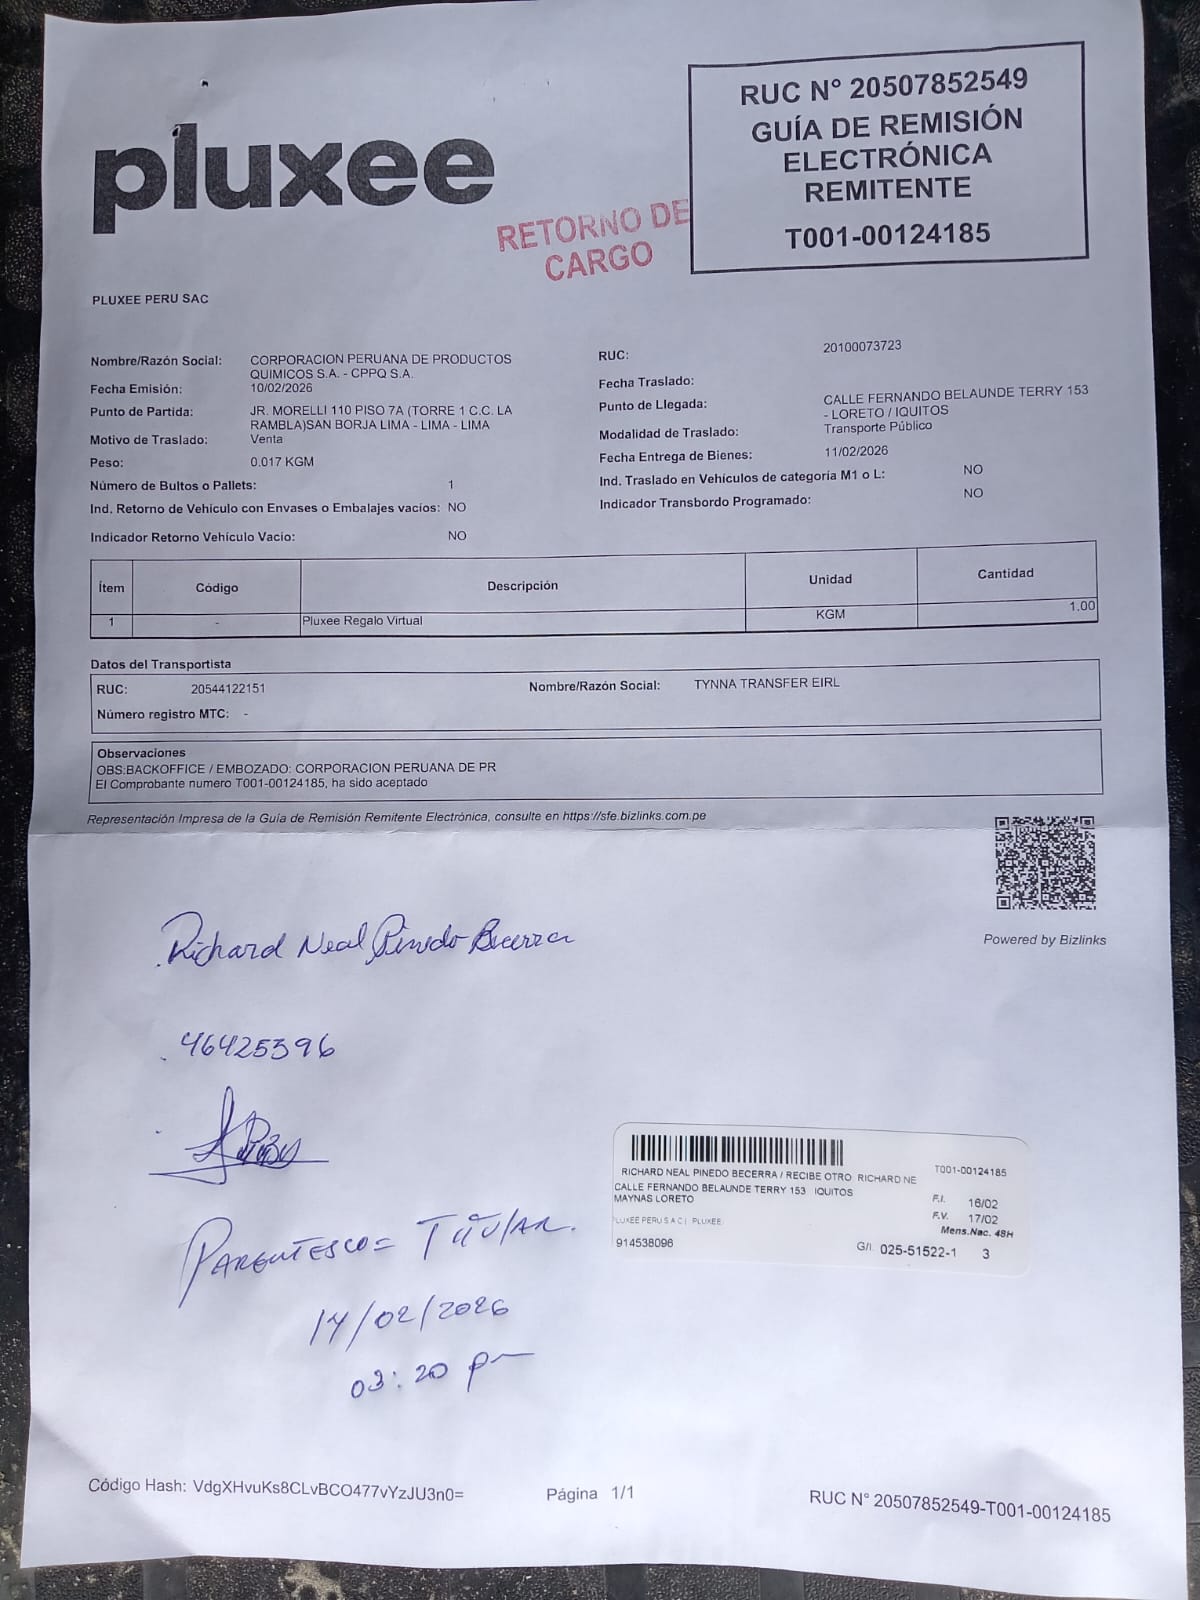 pluxee
RETORNO DE
CARGO
RUC N° 20507852549
GUÍA DE REMISIÓN
ELECTRÓNICA
REMITENTE
T001-00124185
PLUXEE PERU SAC
Nombre/Razón Social: CORPORACION PERUANA DE PRODUCTOS
QUIMICOS S.A. - CPPQ S.A.
Fecha Emisión: 10/02/2026
Punto de Partida: JR. MORELLI 110 PISO 7A (TORRE 1 C.C. LA
RAMBLA)SAN BORJA LIMA - LIMA - LIMA
Motivo de Traslado: Venta
Peso: 0.017 KGM
Número de Bultos o Pallets: 1
Ind. Retorno de Vehículo con Envases o Embalajes vacíos: NO
Indicador Retorno Vehículo Vacio: NO
RUC: 20100073723
Fecha Traslado:
Punto de Llegada: CALLE FERNANDO BELAUNDE TERRY 153
- LORETO / IQUITOS
Modalidad de Traslado: Transporte Público
Fecha Entrega de Bienes: 11/02/2026
Ind. Traslado en Vehículos de categoría M1 o L: NO
Indicador Transbordo Programado: NO
Ítem Código Descripción Unidad Cantidad
1 - Pluxee Regalo Virtual KGM 1.00
Datos del Transportista
RUC: 20544122151 Nombre/Razón Social: TYNNA TRANSFER EIRL
Número registro MTC: -
Observaciones
OBS:BACKOFFICE / EMBOZADO: CORPORACION PERUANA DE PR
El Comprobante numero T001-00124185, ha sido aceptado
Representación Impresa de la Guía de Remisión Remitente Electrónica, consulte en https://sfe.bizlinks.com.pe
Powered by Bizlinks
Richard Neal Pinedo Becerra
46425396
PARENTESCO = TITULAR.
14/02/2026
03:20 pm
RICHARD NEAL PINEDO BECERRA / RECIBE OTRO RICHARD NE T001-00124185
CALLE FERNANDO BELAUNDE TERRY 153 IQUITOS
MAYNAS LORETO
F.I. 16/02
F.V. 17/02
LUXEE PERU S A C | PLUXEE
Mens.Nac. 48H
914538096 G/I 025-51522-1 3
Código Hash: VdgXHvuKs8CLvBCO477vYzJU3n0= Página 1/1 RUC N° 20507852549-T001-00124185